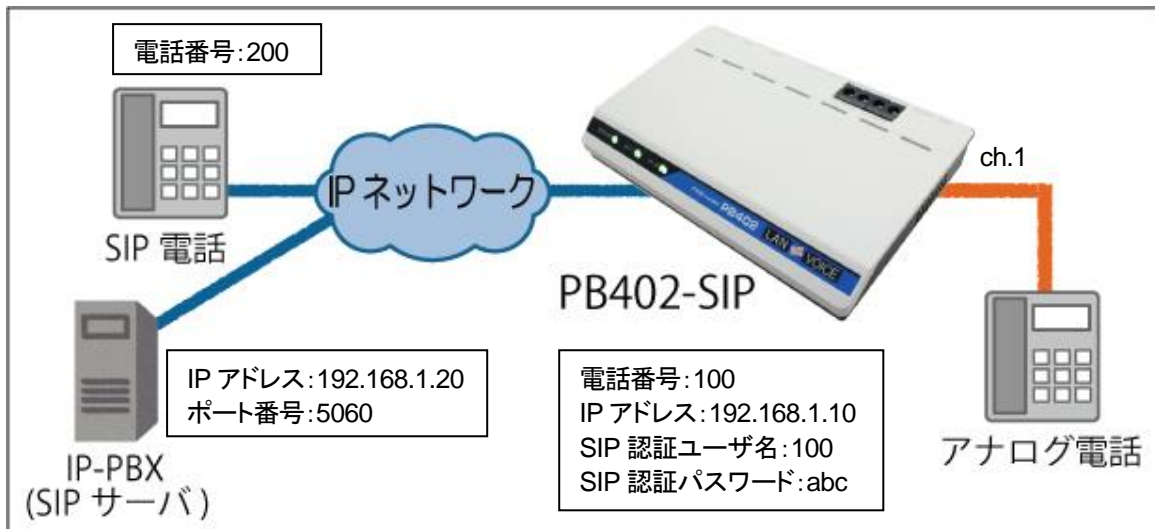 電話番号:200
SIP 電話
IP ネットワーク
ch.1
PB402
LAN
VOICE
PB402-SIP
IP アドレス:192.168.1.20
ポート番号:5060
IP-PBX
(SIP サーバ)
電話番号:100
IP アドレス:192.168.1.10
SIP 認証ユーザ名:100
SIP 認証パスワード:abc
アナログ電話